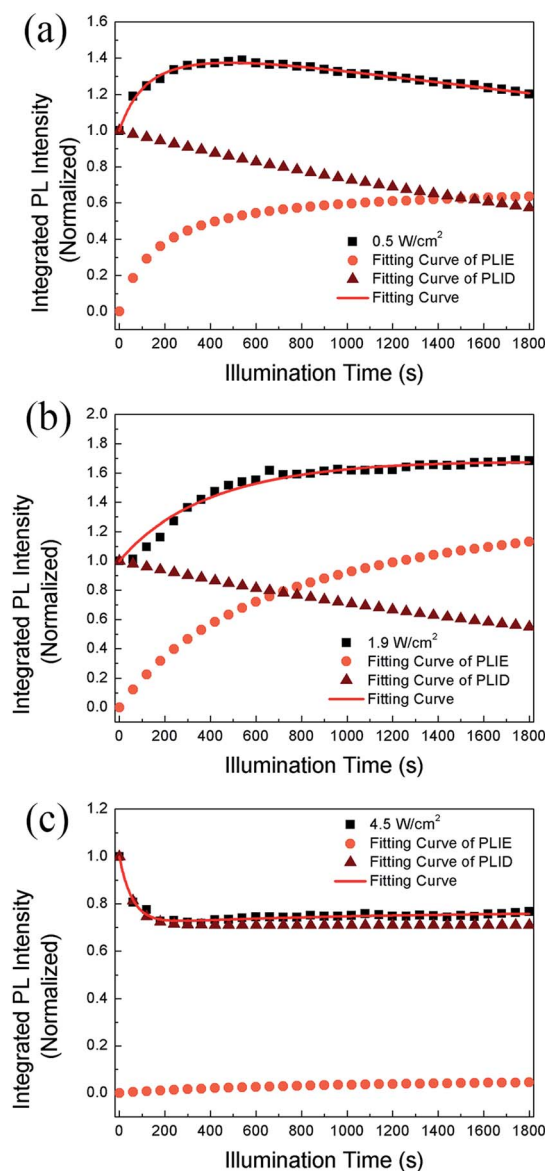 (a)
1.4
1.2
1.0
0.8
0.6
0.4
0.2
0.0
Integrated PL Intensity
(Normalized)
0.5 W/cm²
Fitting Curve of PLIE
Fitting Curve of PLID
Fitting Curve
0 200 400 600 800 1000 1200 1400 1600 1800
Illumination Time (s)
(b)
2.0
1.8
1.6
1.4
1.2
1.0
0.8
0.6
0.4
0.2
0.0
Integrated PL Intensity
(Normalized)
1.9 W/cm²
Fitting Curve of PLIE
Fitting Curve of PLID
Fitting Curve
0 200 400 600 800 1000 1200 1400 1600 1800
Illumination Time (s)
(c)
1.2
1.0
0.8
0.6
0.4
0.2
0.0
Integrated PL Intensity
(Normalized)
4.5 W/cm²
Fitting Curve of PLIE
Fitting Curve of PLID
Fitting Curve
0 200 400 600 800 1000 1200 1400 1600 1800
Illumination Time (s)